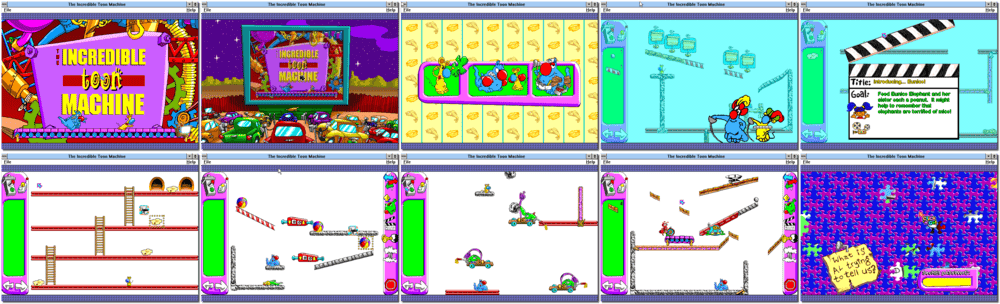 The Incredible Toon Machine
The Incredible Toon Machine
The Incredible Toon Machine
The Incredible Toon Machine
The Incredible Toon Machine
File
Help
File
Help
File
Help
File
Help
File
Help
THE
INCREDIBLE
toon
MACHINE
THE
INCREDIBLE
toon
MACHINE
Title: Introducing... Eunice!
Goal: Feed Eunice Elephant and her
sister each a peanut. It might
help to remember that
elephants are terrified of mice!
The Incredible Toon Machine
The Incredible Toon Machine
The Incredible Toon Machine
The Incredible Toon Machine
The Incredible Toon Machine
File
Help
File
Help
File
Help
File
Help
File
Help
What is
Al trying
to tell us?